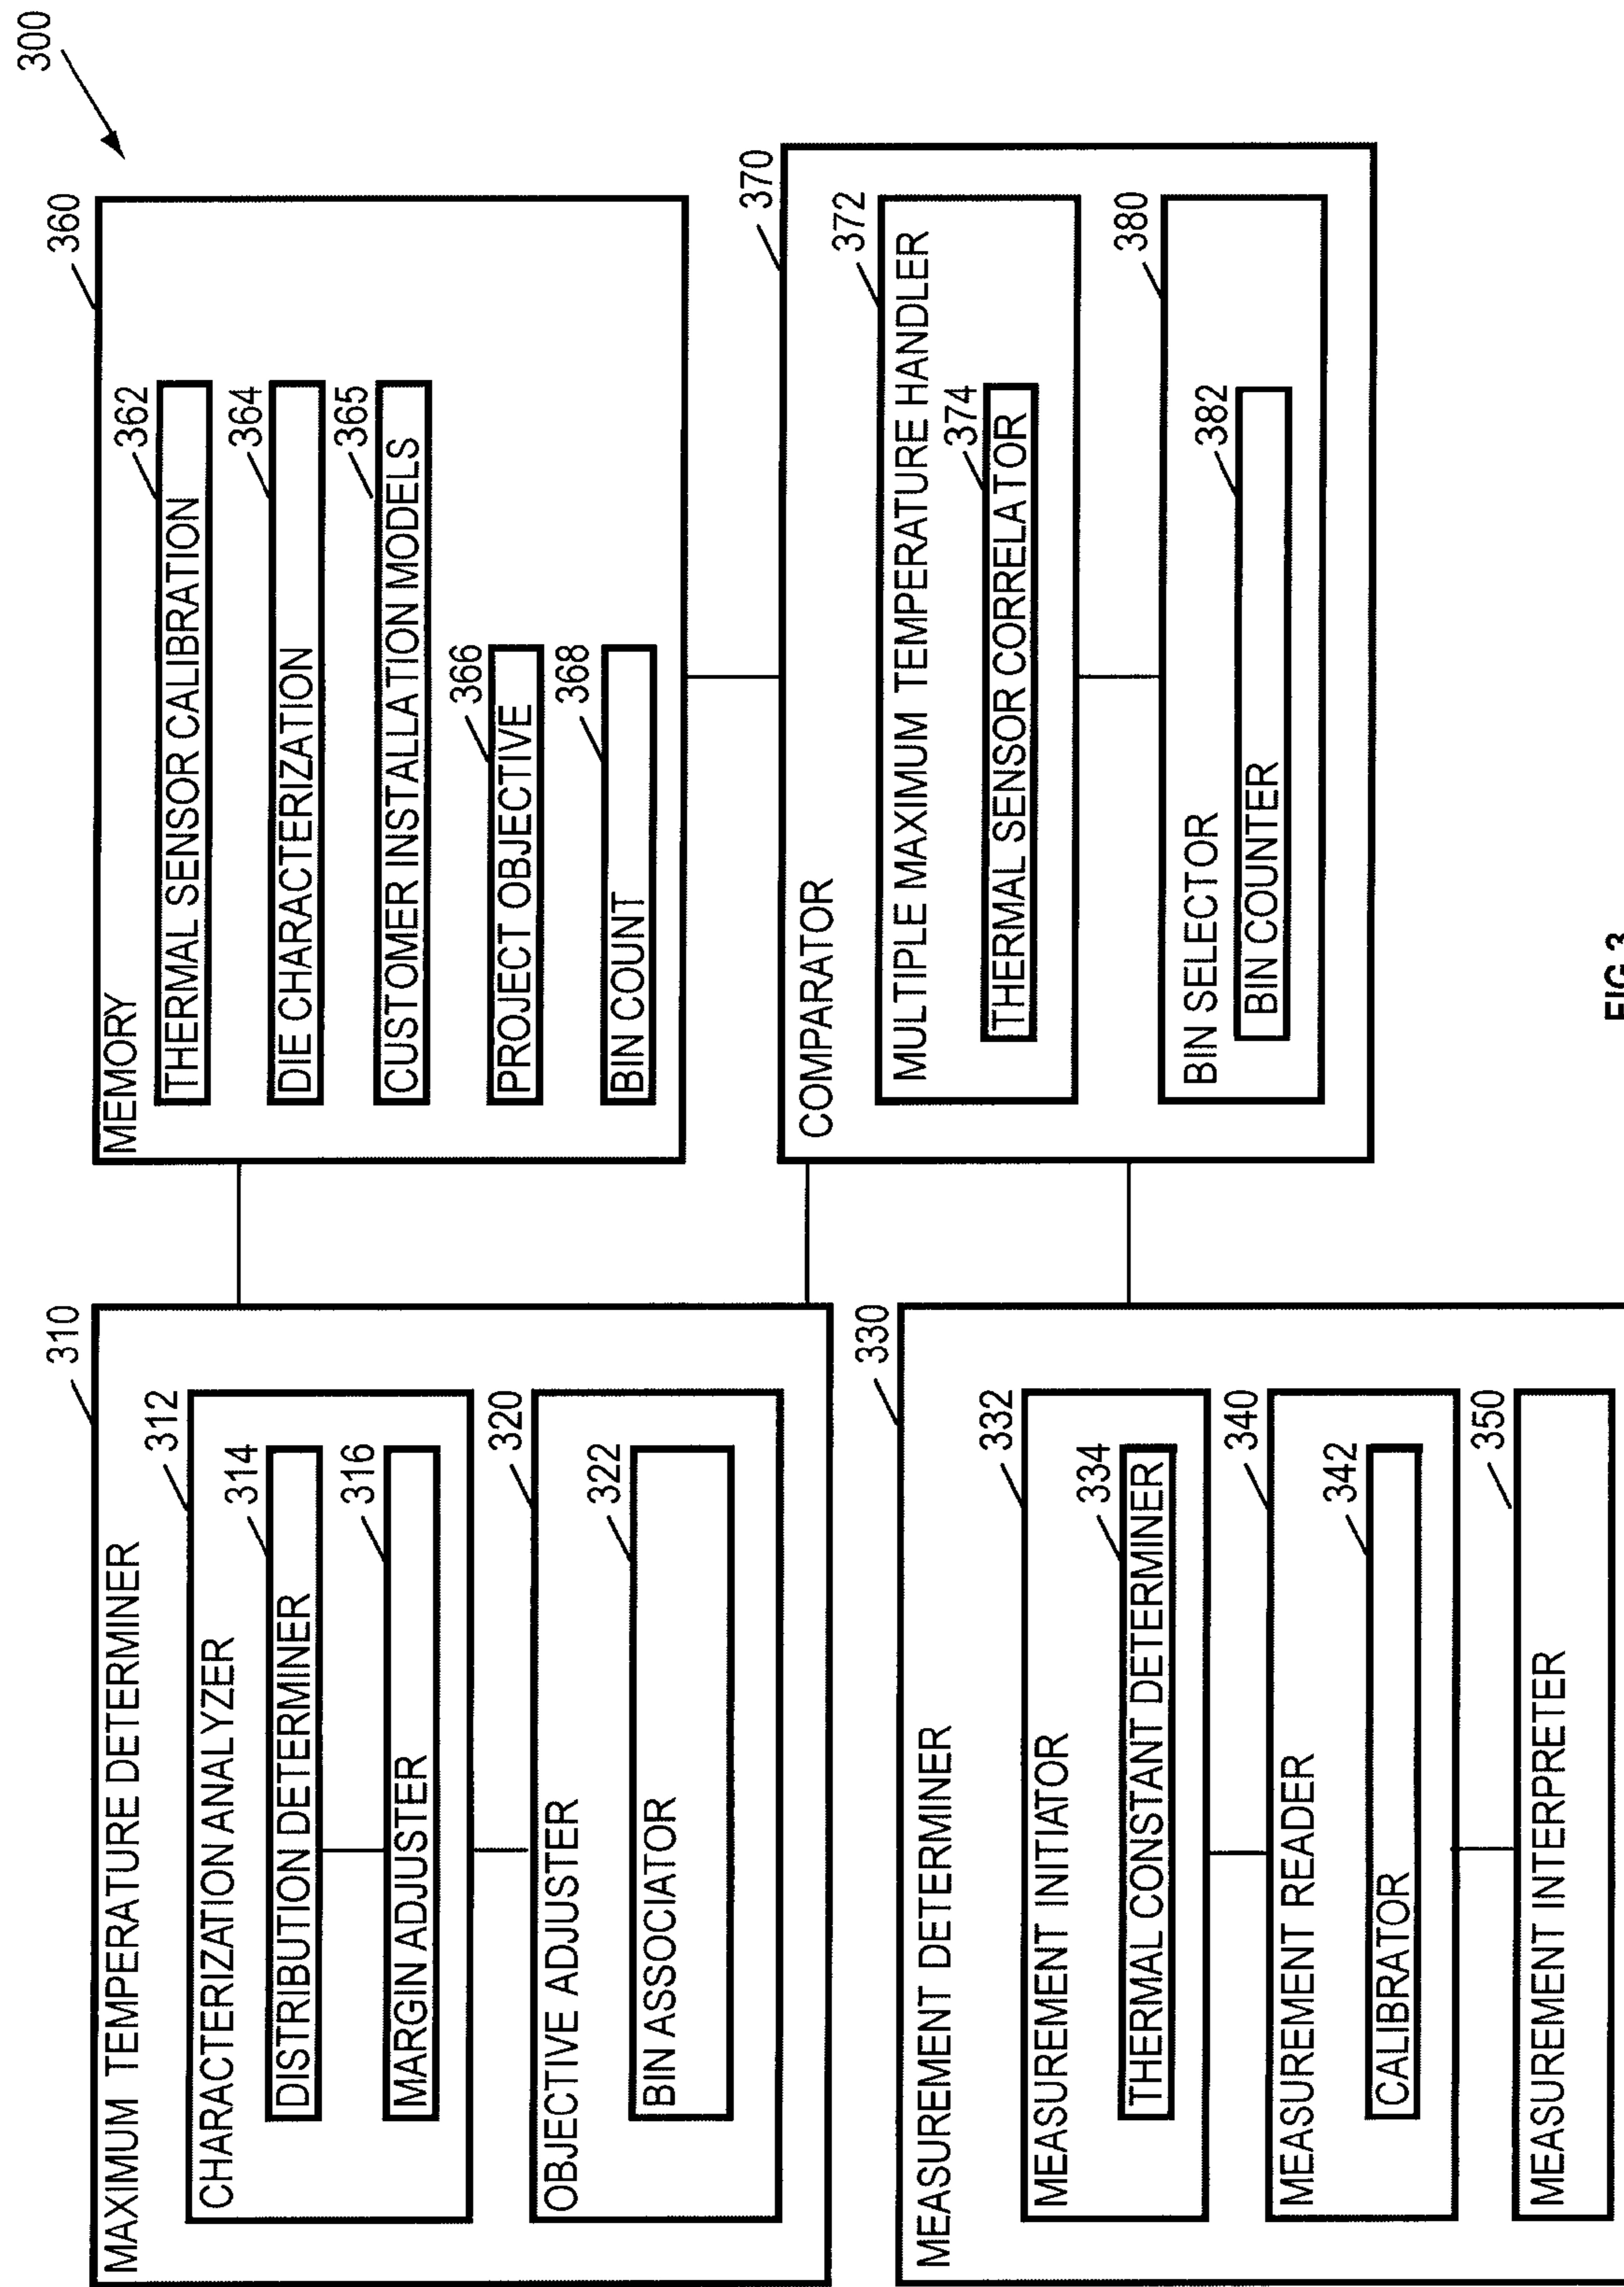 300
310
MAXIMUM TEMPERATURE DETERMINER
312
CHARACTERIZATION ANALYZER
314
DISTRIBUTION DETERMINER
316
MARGIN ADJUSTER
320
OBJECTIVE ADJUSTER
322
BIN ASSOCIATOR
330
MEASUREMENT DETERMINER
332
MEASUREMENT INITIATOR
334
THERMAL CONSTANT DETERMINER
340
MEASUREMENT READER
342
CALIBRATOR
350
MEASUREMENT INTERPRETER
360
MEMORY
362
THERMAL SENSOR CALIBRATION
364
DIE CHARACTERIZATION
365
CUSTOMER INSTALLATION MODELS
366
PROJECT OBJECTIVE
368
BIN COUNT
370
COMPARATOR
372
MULTIPLE MAXIMUM TEMPERATURE HANDLER
374
THERMAL SENSOR CORRELATOR
380
BIN SELECTOR
382
BIN COUNTER
FIG 3